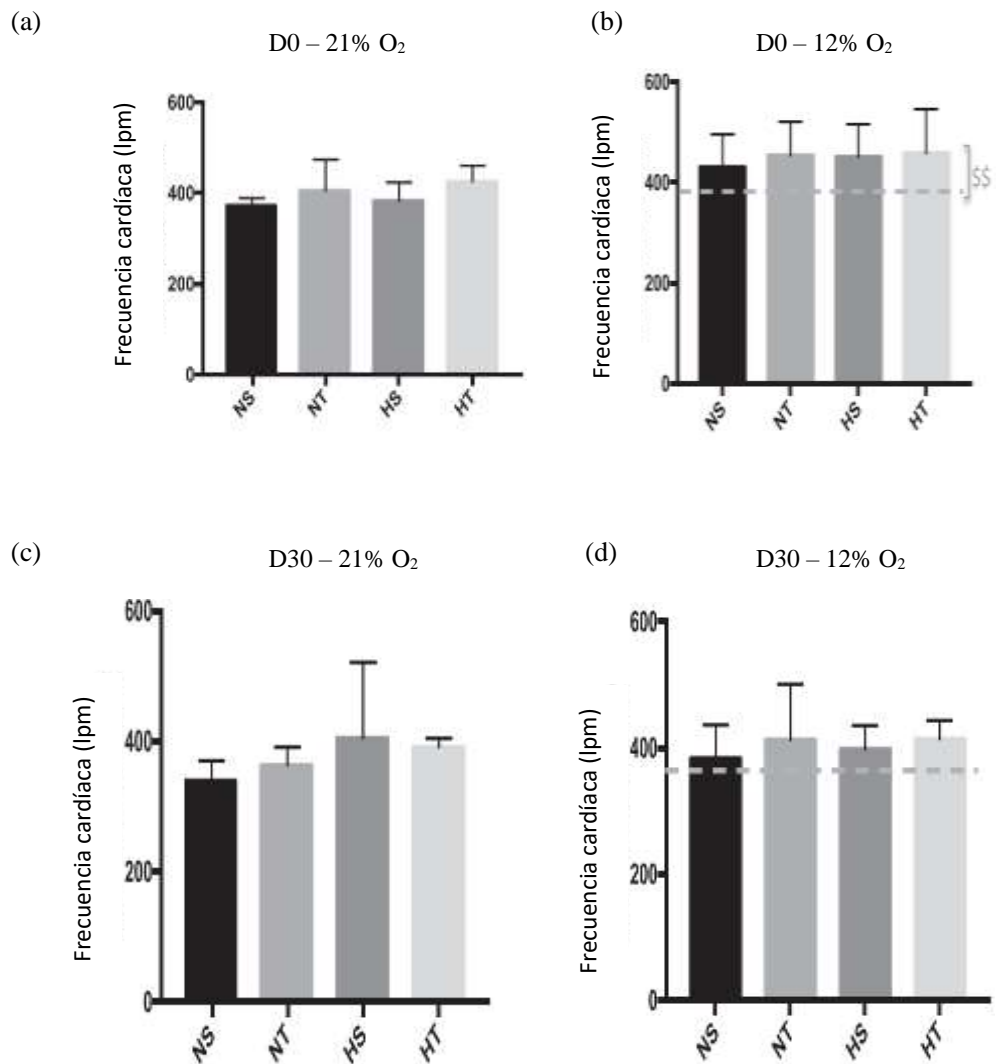 (a)
D0 – 21% O₂
Frecuencia cardíaca (lpm)
600
400
200
0
NS
NT
HS
HT
(b)
D0 – 12% O₂
Frecuencia cardíaca (lpm)
600
400
200
0
$$
NS
NT
HS
HT
(c)
D30 – 21% O₂
Frecuencia cardíaca (lpm)
600
400
200
0
NS
NT
HS
HT
(d)
D30 – 12% O₂
Frecuencia cardíaca (lpm)
600
400
200
0
NS
NT
HS
HT